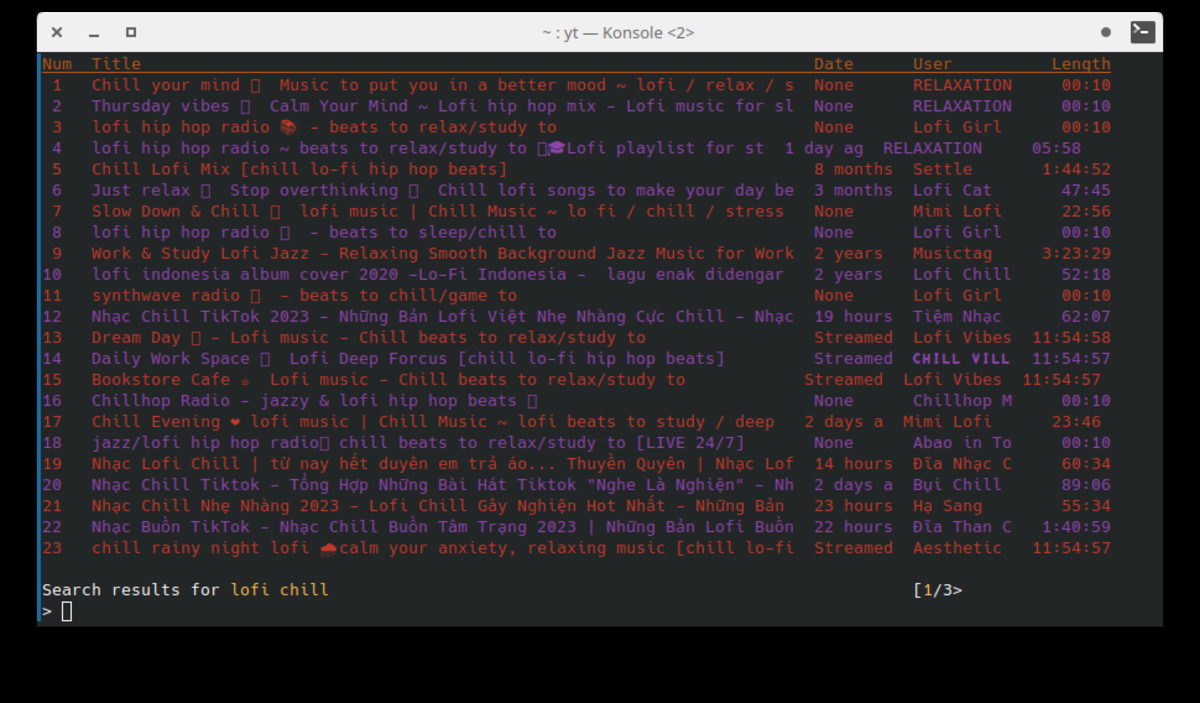 ~ : yt — Konsole <2>
Num Title Date User Length
1 Chill your mind Music to put you in a better mood ~ lofi / relax / s None RELAXATION 00:10
2 Thursday vibes Calm Your Mind ~ Lofi hip hop mix - Lofi music for sl None RELAXATION 00:10
3 lofi hip hop radio 📚 - beats to relax/study to None Lofi Girl 00:10
4 lofi hip hop radio ~ beats to relax/study to 🎓Lofi playlist for st 1 day ag RELAXATION 05:58
5 Chill Lofi Mix [chill lo-fi hip hop beats] 8 months Settle 1:44:52
6 Just relax Stop overthinking Chill lofi songs to make your day be 3 months Lofi Cat 47:45
7 Slow Down & Chill lofi music | Chill Music ~ lo fi / chill / stress None Mimi Lofi 22:56
8 lofi hip hop radio - beats to sleep/chill to None Lofi Girl 00:10
9 Work & Study Lofi Jazz - Relaxing Smooth Background Jazz Music for Work 2 years Musictag 3:23:29
10 lofi indonesia album cover 2020 -Lo-Fi Indonesia - lagu enak didengar 2 years Lofi Chill 52:18
11 synthwave radio - beats to chill/game to None Lofi Girl 00:10
12 Nhạc Chill TikTok 2023 - Những Bản Lofi Việt Nhẹ Nhàng Cực Chill - Nhạc 19 hours Tiệm Nhạc 62:07
13 Dream Day - Lofi music - Chill beats to relax/study to Streamed Lofi Vibes 11:54:58
14 Daily Work Space Lofi Deep Forcus [chill lo-fi hip hop beats] Streamed CHILL VILL 11:54:57
15 Bookstore Cafe ☕ Lofi music - Chill beats to relax/study to Streamed Lofi Vibes 11:54:57
16 Chillhop Radio - jazzy & lofi hip hop beats None Chillhop M 00:10
17 Chill Evening ❤ lofi music | Chill Music ~ lofi beats to study / deep 2 days a Mimi Lofi 23:46
18 jazz/lofi hip hop radio chill beats to relax/study to [LIVE 24/7] None Abao in To 00:10
19 Nhạc Lofi Chill | từ nay hết duyên em trả áo... Thuyền Quyên | Nhạc Lof 14 hours Đĩa Nhạc C 60:34
20 Nhạc Chill Tiktok - Tổng Hợp Những Bài Hát Tiktok "Nghe Là Nghiện" - Nh 2 days a Bụi Chill 89:06
21 Nhạc Chill Nhẹ Nhàng 2023 - Lofi Chill Gây Nghiện Hot Nhất - Những Bản 23 hours Hạ Sang 55:34
22 Nhạc Buồn TikTok - Nhạc Chill Buồn Tâm Trạng 2023 | Những Bản Lofi Buồn 22 hours Đĩa Than C 1:40:59
23 chill rainy night lofi 🌧calm your anxiety, relaxing music [chill lo-fi Streamed Aesthetic 11:54:57
Search results for lofi chill [1/3>
>